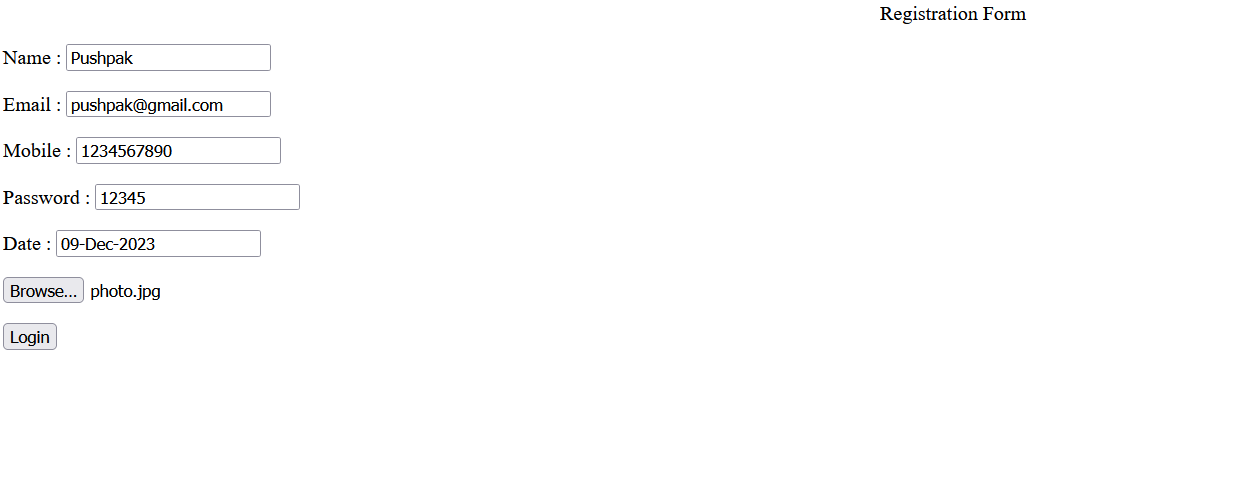 Registration Form
Name : Pushpak
Email : pushpak@gmail.com
Mobile : 1234567890
Password : 12345
Date : 09-Dec-2023
Browse... photo.jpg
Login